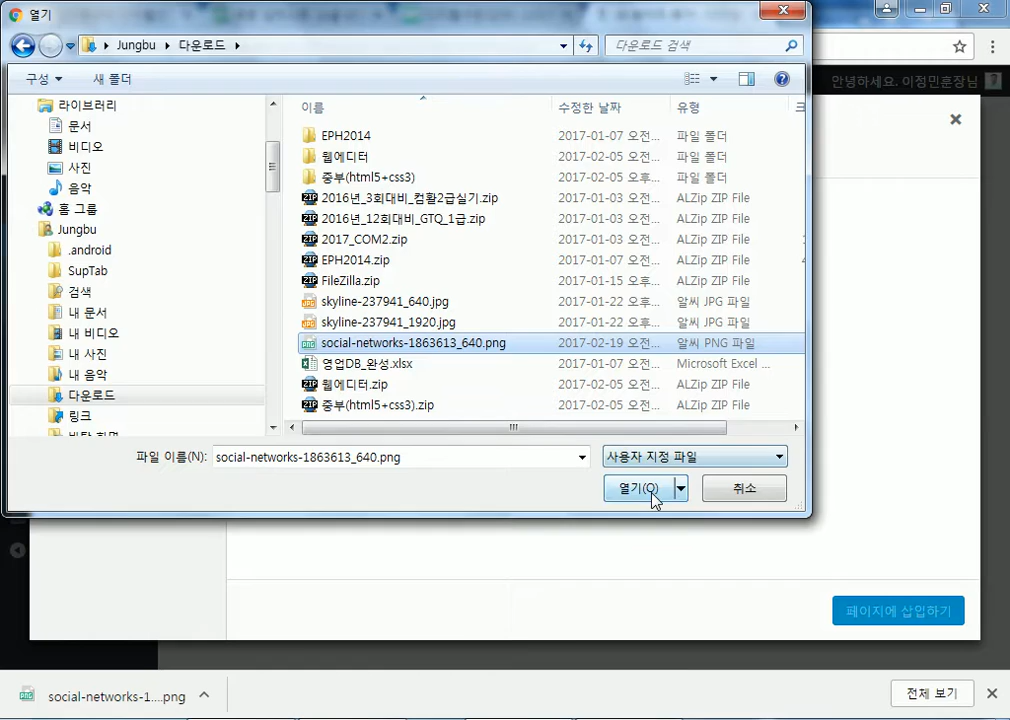 열기
Jungbu ▸ 다운로드 ▸
다운로드 검색
구성 ▼ 새 폴더
안녕하세요. 이정민훈장님
라이브러리
문서
비디오
사진
음악
홈 그룹
Jungbu
.android
SupTab
검색
내 문서
내 비디오
내 사진
내 음악
다운로드
링크
이름 수정한 날짜 유형
EPH2014 2017-01-07 오전... 파일 폴더
웹에디터 2017-02-05 오전... 파일 폴더
중부(html5+css3) 2017-02-05 오전... 파일 폴더
2016년_3회대비_컴활2급실기.zip 2017-01-03 오전... ALZip ZIP File
2016년_12회대비_GTQ_1급.zip 2017-01-03 오전... ALZip ZIP File
2017_COM2.zip 2017-01-03 오전... ALZip ZIP File
EPH2014.zip 2017-01-07 오전... ALZip ZIP File
FileZilla.zip 2017-01-15 오후... ALZip ZIP File
skyline-237941_640.jpg 2017-01-22 오후... 알씨 JPG 파일
skyline-237941_1920.jpg 2017-01-22 오후... 알씨 JPG 파일
social-networks-1863613_640.png 2017-02-19 오전... 알씨 PNG 파일
영업DB_완성.xlsx 2017-01-03 오전... Microsoft Excel ...
웹에디터.zip 2017-02-05 오전... ALZip ZIP File
중부(html5+css3).zip 2017-02-05 오전... ALZip ZIP File
파일 이름(N): social-networks-1863613_640.png 사용자 지정 파일
열기(O) 취소
페이지에 삽입하기
social-networks-1....png 전체 보기